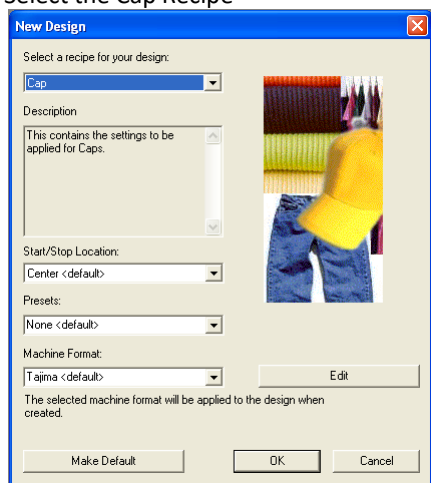 Select the Cap Recipe
New Design
Select a recipe for your design:
Cap
Description
This contains the settings to be
applied for Caps.
Start/Stop Location:
Center <default>
Presets:
None <default>
Machine Format:
Tajima <default>
Edit
The selected machine format will be applied to the design when
created.
Make Default
OK
Cancel